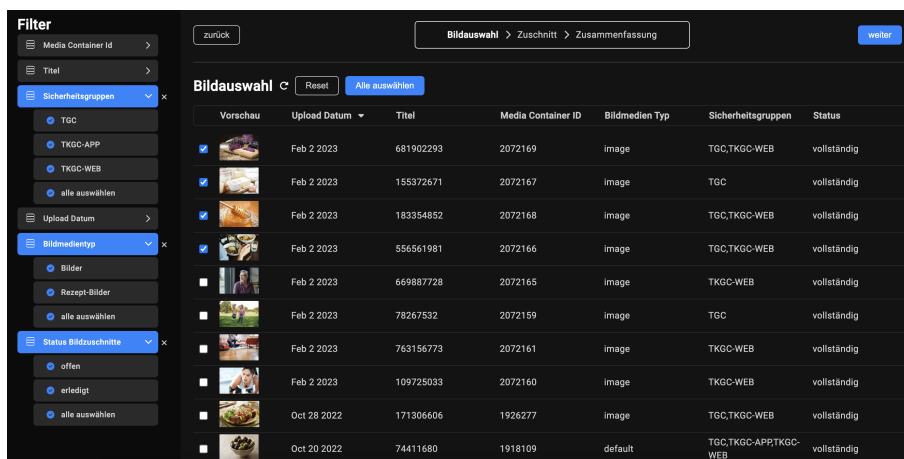 Filter
Media Container Id
Titel
Sicherheitsgruppen
TGC
TKGC-APP
TKGC-WEB
alle auswählen
Upload Datum
Bildmedientyp
Bilder
Rezept-Bilder
alle auswählen
Status Bildzuschnitte
offen
erledigt
alle auswählen
zurück
Bildauswahl > Zuschnitt > Zusammenfassung
weiter
Bildauswahl Reset Alle auswählen
Vorschau Upload Datum Titel Media Container ID Bildmedien Typ Sicherheitsgruppen Status
Feb 2 2023 681902293 2072169 image TGC,TKGC-WEB vollständig
Feb 2 2023 155372671 2072167 image TGC vollständig
Feb 2 2023 183354852 2072168 image TGC,TKGC-WEB vollständig
Feb 2 2023 556561981 2072166 image TGC,TKGC-WEB vollständig
Feb 2 2023 669887728 2072165 image TKGC-WEB vollständig
Feb 2 2023 78267532 2072159 image TGC vollständig
Feb 2 2023 763156773 2072161 image TKGC-WEB vollständig
Feb 2 2023 109725033 2072160 image TKGC-WEB vollständig
Oct 28 2022 171306606 1926277 image TGC,TKGC-WEB vollständig
Oct 20 2022 74411680 1918109 default TGC,TKGC-APP,TKGC- vollständig
WEB